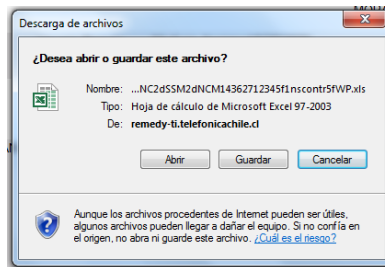 Descarga de archivos
¿Desea abrir o guardar este archivo?
Nombre: ...NC2dSSM2dNCM14362712345f1nscontr5fWP.xls
Tipo: Hoja de cálculo de Microsoft Excel 97-2003
De: remedy-ti.telefonicachile.cl
Abrir Guardar Cancelar
Aunque los archivos procedentes de Internet pueden ser útiles,
algunos archivos pueden llegar a dañar el equipo. Si no confía en
el origen, no abra ni guarde este archivo. ¿Cuál es el riesgo?